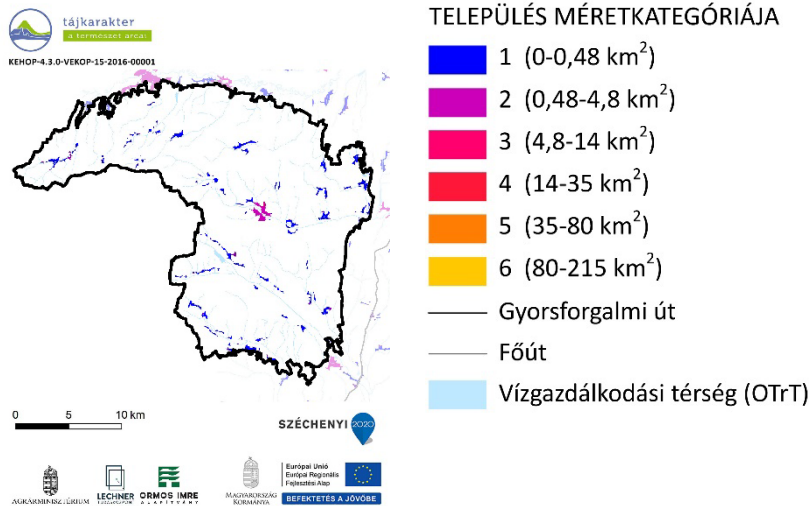 tájkarakter
a természet arcai
KEHOP-4.3.0-VEKOP-15-2016-00001
0 5 10 km
SZÉCHENYI 2020
AGRÁRMINISZTÉRIUM
LECHNER
TUDÁSKÖZPONT
ORMOS IMRE
ALAPÍTVÁNY
MAGYARORSZÁG
KORMÁNYA
Európai Unió
Európai Regionális
Fejlesztési Alap
BEFEKTETÉS A JÖVŐBE
TELEPÜLÉS MÉRETKATEGÓRIÁJA
1 (0-0,48 km²)
2 (0,48-4,8 km²)
3 (4,8-14 km²)
4 (14-35 km²)
5 (35-80 km²)
6 (80-215 km²)
Gyorsforgalmi út
Főút
Vízgazdálkodási térség (OTrT)